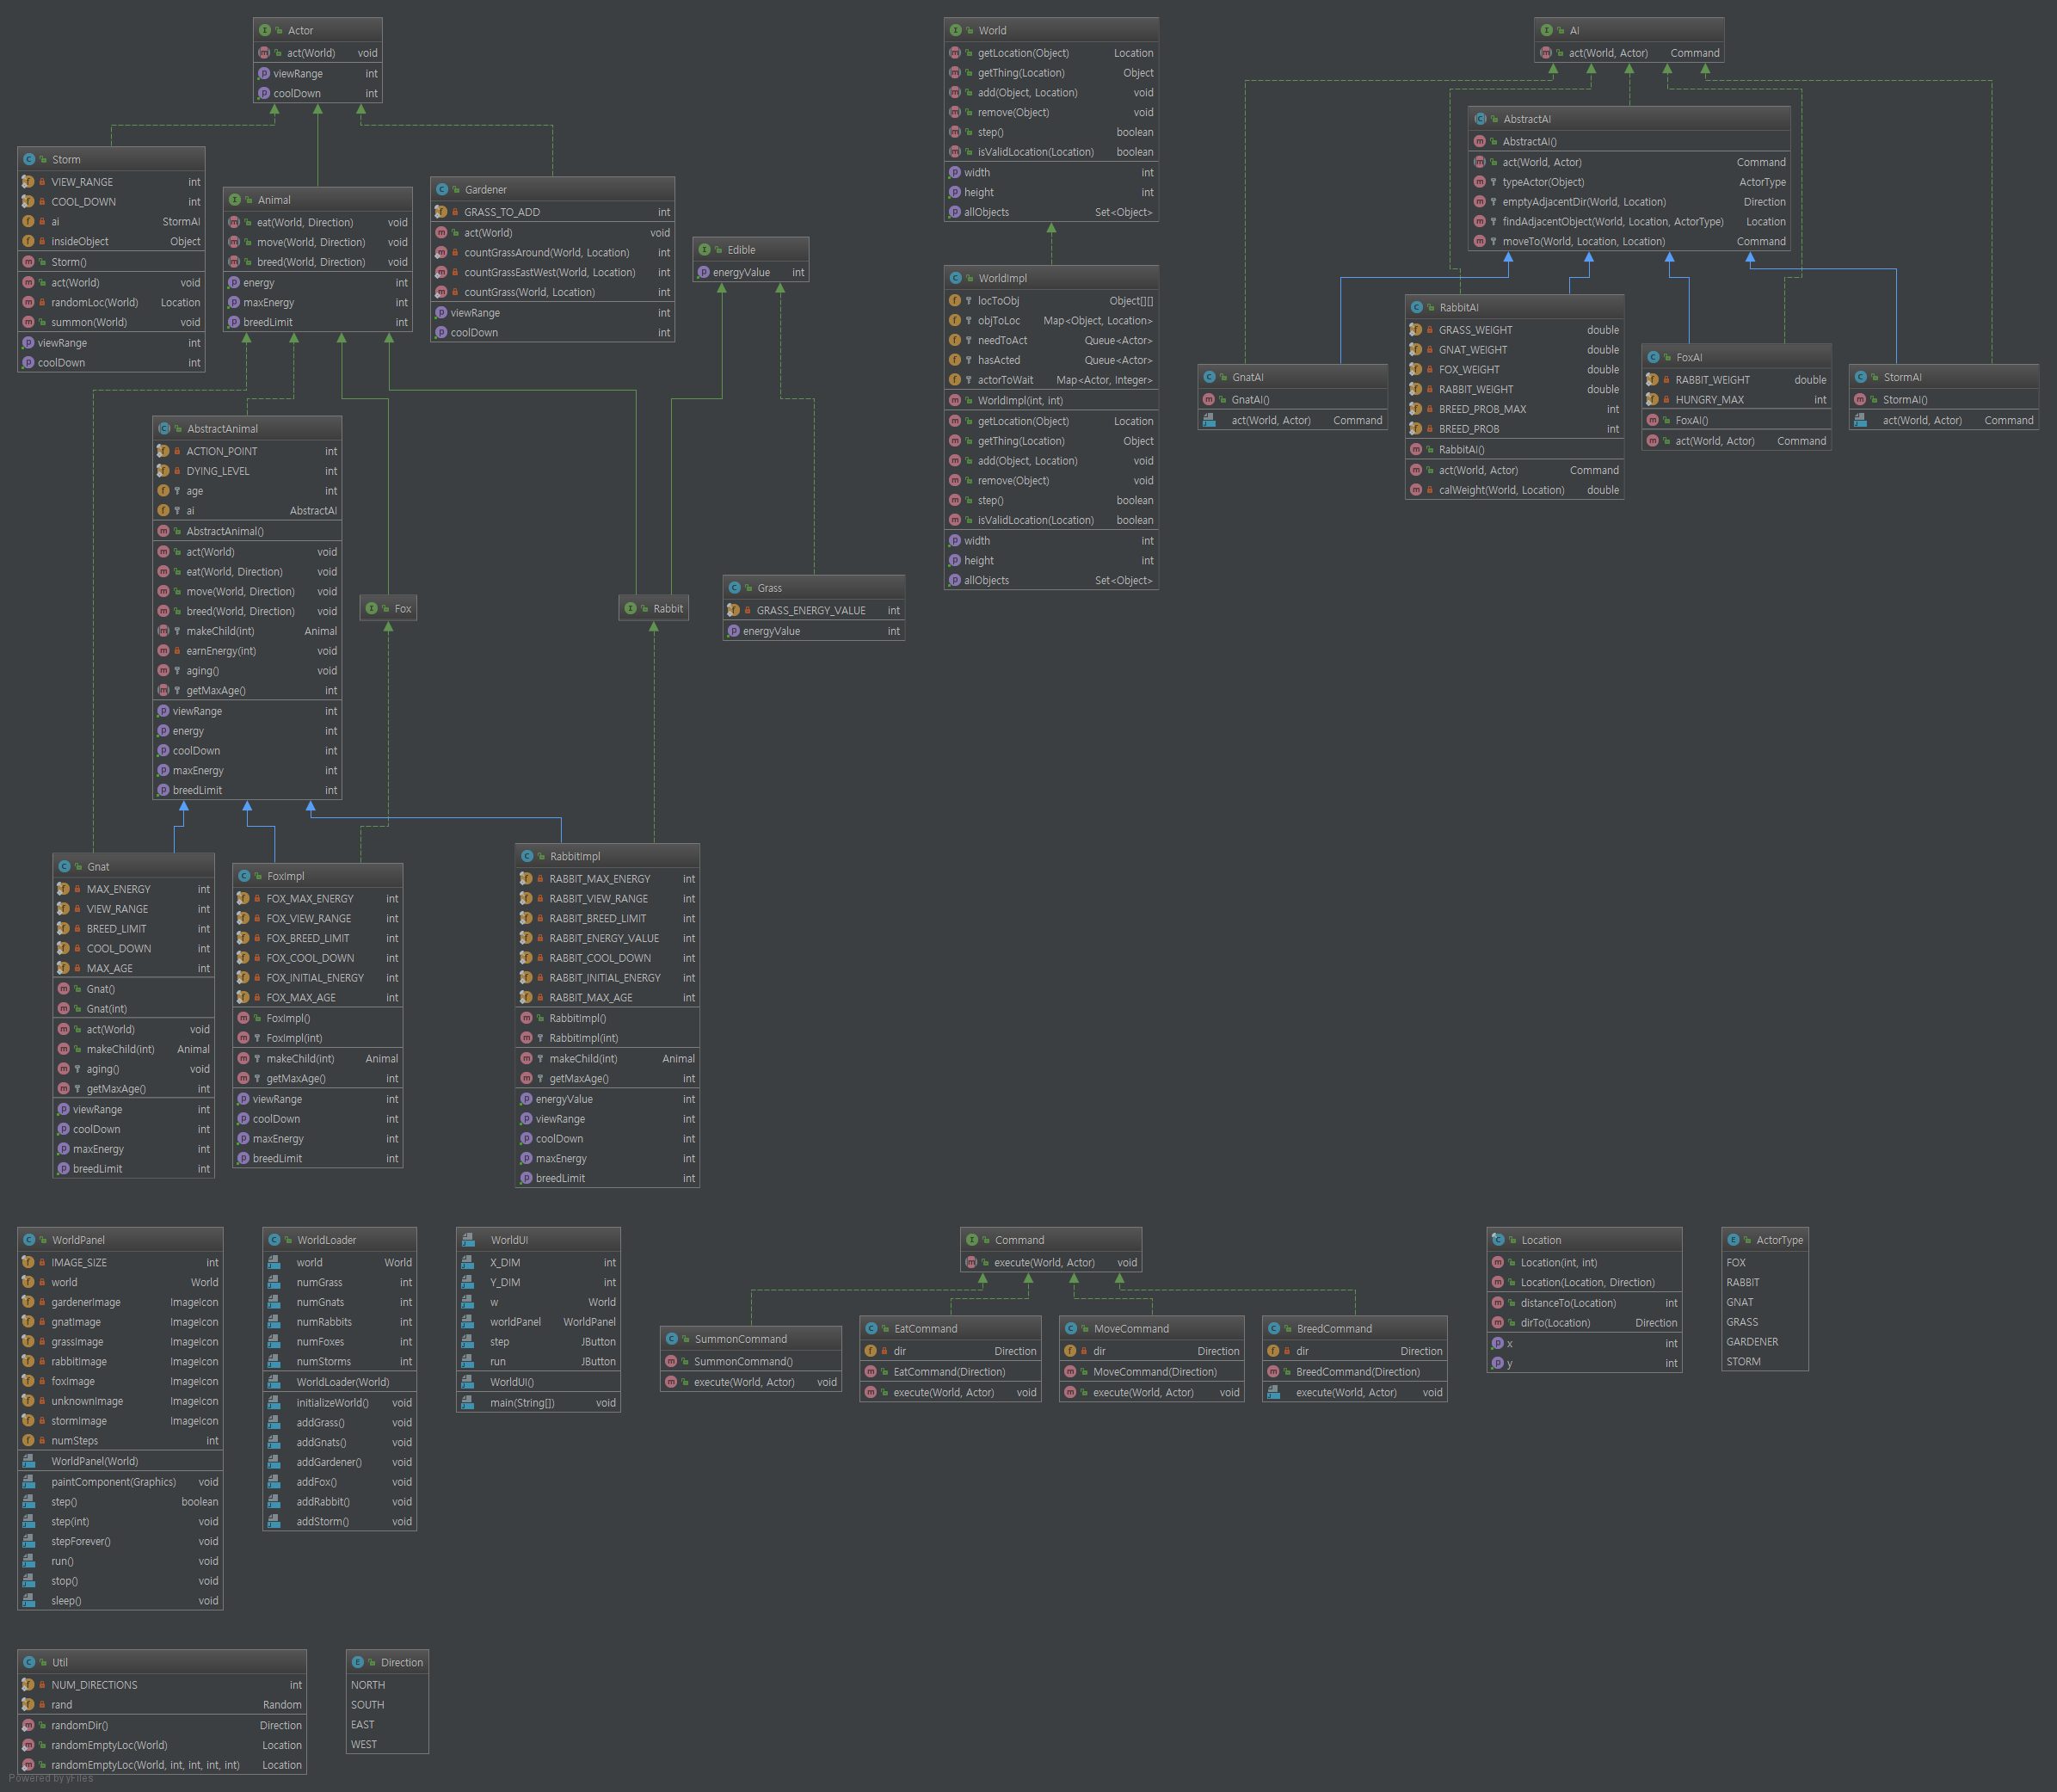 Actor
act(World) void
viewRange int
coolDown int
Storm
VIEW_RANGE int
COOL_DOWN int
ai StormAI
insideObject Object
Storm()
act(World) void
randomLoc(World) Location
summon(World) void
viewRange int
coolDown int
Animal
eat(World, Direction) void
move(World, Direction) void
breed(World, Direction) void
energy int
maxEnergy int
breedLimit int
Gardener
GRASS_TO_ADD int
act(World) void
countGrassAround(World, Location) int
countGrassEastWest(World, Location) int
countGrass(World, Location) int
viewRange int
coolDown int
Edible
energyValue int
World
getLocation(Object) Location
getThing(Location) Object
add(Object, Location) void
remove(Object) void
step() boolean
isValidLocation(Location) boolean
width int
height int
allObjects Set<Object>
WorldImpl
locToObj Object[][]
objToLoc Map<Object, Location>
needToAct Queue<Actor>
hasActed Queue<Actor>
actorToWait Map<Actor, Integer>
WorldImpl(int, int)
getLocation(Object) Location
getThing(Location) Object
add(Object, Location) void
remove(Object) void
step() boolean
isValidLocation(Location) boolean
width int
height int
allObjects Set<Object>
AI
act(World, Actor) Command
AbstractAI
AbstractAI()
act(World, Actor) Command
typeActor(Object) ActorType
emptyAdjacentDir(World, Location) Direction
findAdjacentObject(World, Location, ActorType) Location
moveTo(World, Location, Location) Command
GnatAI
GnatAI()
act(World, Actor) Command
RabbitAI
GRASS_WEIGHT double
GNAT_WEIGHT double
FOX_WEIGHT double
RABBIT_WEIGHT double
BREED_PROB_MAX int
BREED_PROB int
RabbitAI()
act(World, Actor) Command
calWeight(World, Location) double
FoxAI
RABBIT_WEIGHT double
HUNGRY_MAX int
FoxAI()
act(World, Actor) Command
StormAI
StormAI()
act(World, Actor) Command
AbstractAnimal
ACTION_POINT int
DYING_LEVEL int
age int
ai AbstractAI
AbstractAnimal()
act(World) void
eat(World, Direction) void
move(World, Direction) void
breed(World, Direction) void
makeChild(int) Animal
earnEnergy(int) void
aging() void
getMaxAge() int
viewRange int
energy int
coolDown int
maxEnergy int
breedLimit int
Fox
Rabbit
Grass
GRASS_ENERGY_VALUE int
energyValue int
Gnat
MAX_ENERGY int
VIEW_RANGE int
BREED_LIMIT int
COOL_DOWN int
MAX_AGE int
Gnat()
Gnat(int)
act(World) void
makeChild(int) Animal
aging() void
getMaxAge() int
viewRange int
coolDown int
maxEnergy int
breedLimit int
FoxImpl
FOX_MAX_ENERGY int
FOX_VIEW_RANGE int
FOX_BREED_LIMIT int
FOX_COOL_DOWN int
FOX_INITIAL_ENERGY int
FOX_MAX_AGE int
FoxImpl()
FoxImpl(int)
makeChild(int) Animal
getMaxAge() int
viewRange int
coolDown int
maxEnergy int
breedLimit int
RabbitImpl
RABBIT_MAX_ENERGY int
RABBIT_VIEW_RANGE int
RABBIT_BREED_LIMIT int
RABBIT_ENERGY_VALUE int
RABBIT_COOL_DOWN int
RABBIT_INITIAL_ENERGY int
RABBIT_MAX_AGE int
RabbitImpl()
RabbitImpl(int)
makeChild(int) Animal
getMaxAge() int
energyValue int
viewRange int
coolDown int
maxEnergy int
breedLimit int
WorldPanel
IMAGE_SIZE int
world World
gardenerImage ImageIcon
gnatImage ImageIcon
grassImage ImageIcon
rabbitImage ImageIcon
foxImage ImageIcon
unknownImage ImageIcon
stormImage ImageIcon
numSteps int
WorldPanel(World)
paintComponent(Graphics) void
step() boolean
step(int) void
stepForever() void
run() void
stop() void
sleep() void
WorldLoader
world World
numGrass int
numGnats int
numRabbits int
numFoxes int
numStorms int
WorldLoader(World)
initializeWorld() void
addGrass() void
addGnats() void
addGardener() void
addFox() void
addRabbit() void
addStorm() void
WorldUI
X_DIM int
Y_DIM int
w World
worldPanel WorldPanel
step JButton
run JButton
WorldUI()
main(String[]) void
Command
execute(World, Actor) void
SummonCommand
SummonCommand()
execute(World, Actor) void
EatCommand
dir Direction
EatCommand(Direction)
execute(World, Actor) void
MoveCommand
dir Direction
MoveCommand(Direction)
execute(World, Actor) void
BreedCommand
dir Direction
BreedCommand(Direction)
execute(World, Actor) void
Location
Location(int, int)
Location(Location, Direction)
distanceTo(Location) int
dirTo(Location) Direction
x int
y int
ActorType
FOX
RABBIT
GNAT
GRASS
GARDENER
STORM
Util
NUM_DIRECTIONS int
rand Random
randomDir() Direction
randomEmptyLoc(World) Location
randomEmptyLoc(World, int, int, int, int) Location
Direction
NORTH
SOUTH
EAST
WEST
Powered by yFiles